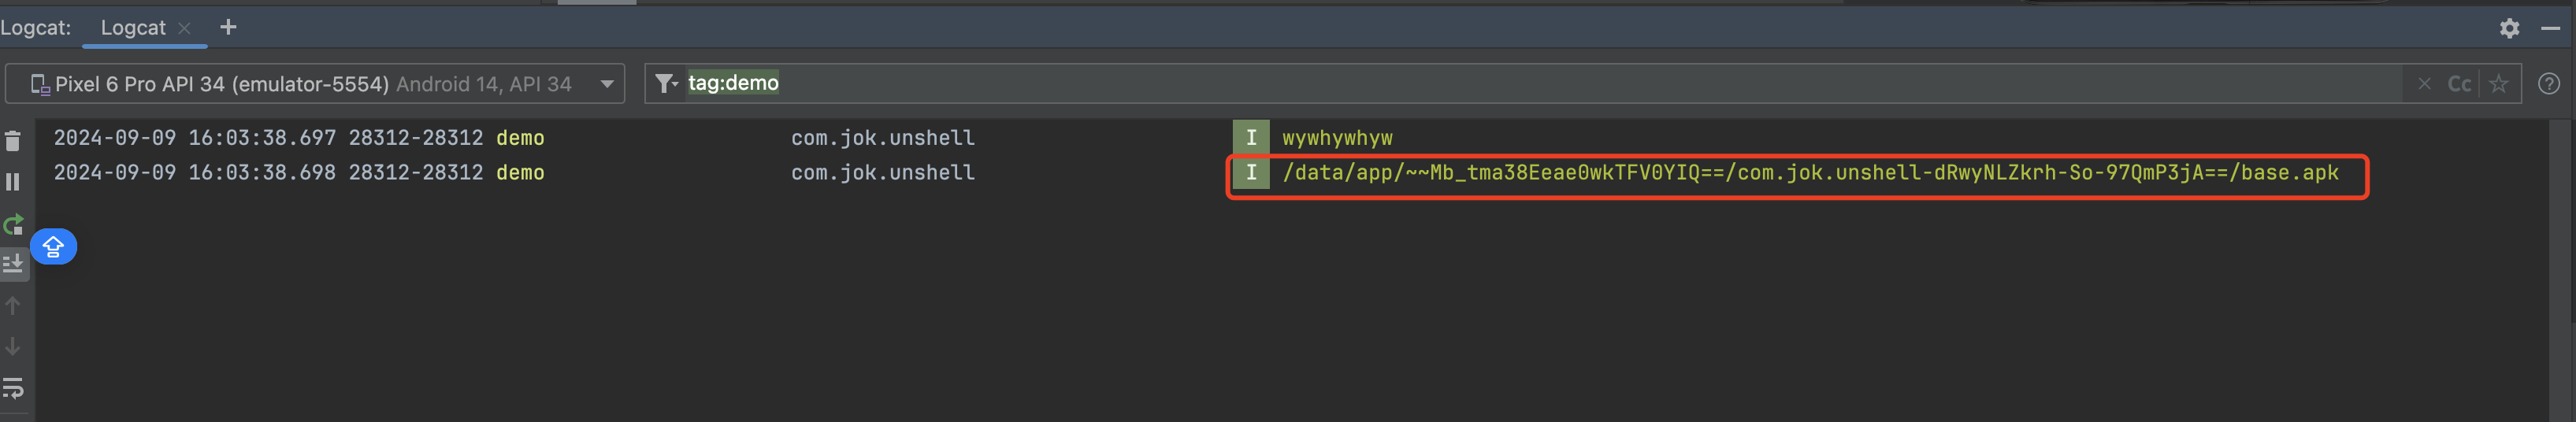 Logcat: Logcat
Pixel 6 Pro API 34 (emulator-5554) Android 14, API 34 tag:demo Cc
2024-09-09 16:03:38.697 28312-28312 demo com.jok.unshell I wywhywhyw
2024-09-09 16:03:38.698 28312-28312 demo com.jok.unshell I /data/app/~~Mb_tma38Eeae0wkTFV0YIQ==/com.jok.unshell-dRwyNLZkrh-So-97QmP3jA==/base.apk